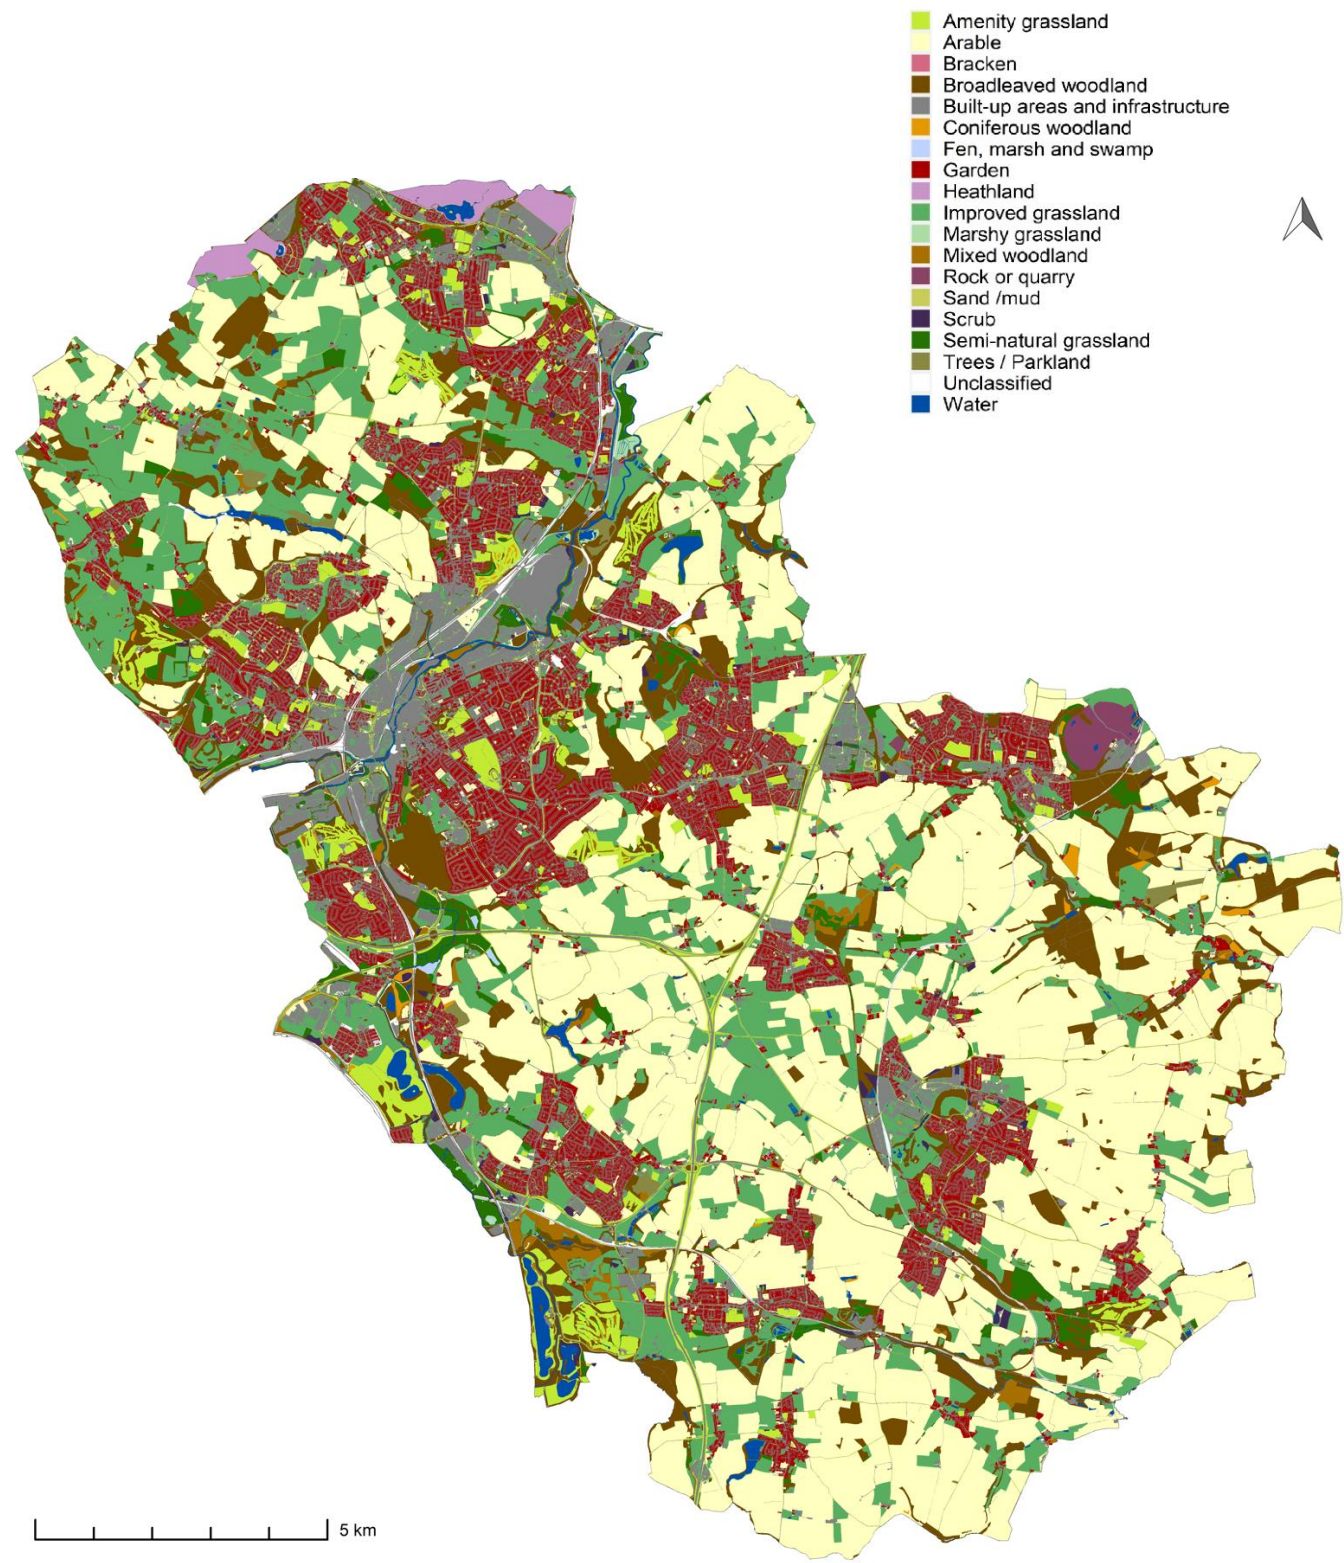 Amenity grassland
Arable
Bracken
Broadleaved woodland
Built-up areas and infrastructure
Coniferous woodland
Fen, marsh and swamp
Garden
Heathland
Improved grassland
Marshy grassland
Mixed woodland
Rock or quarry
Sand /mud
Scrub
Semi-natural grassland
Trees / Parkland
Unclassified
Water
5 km